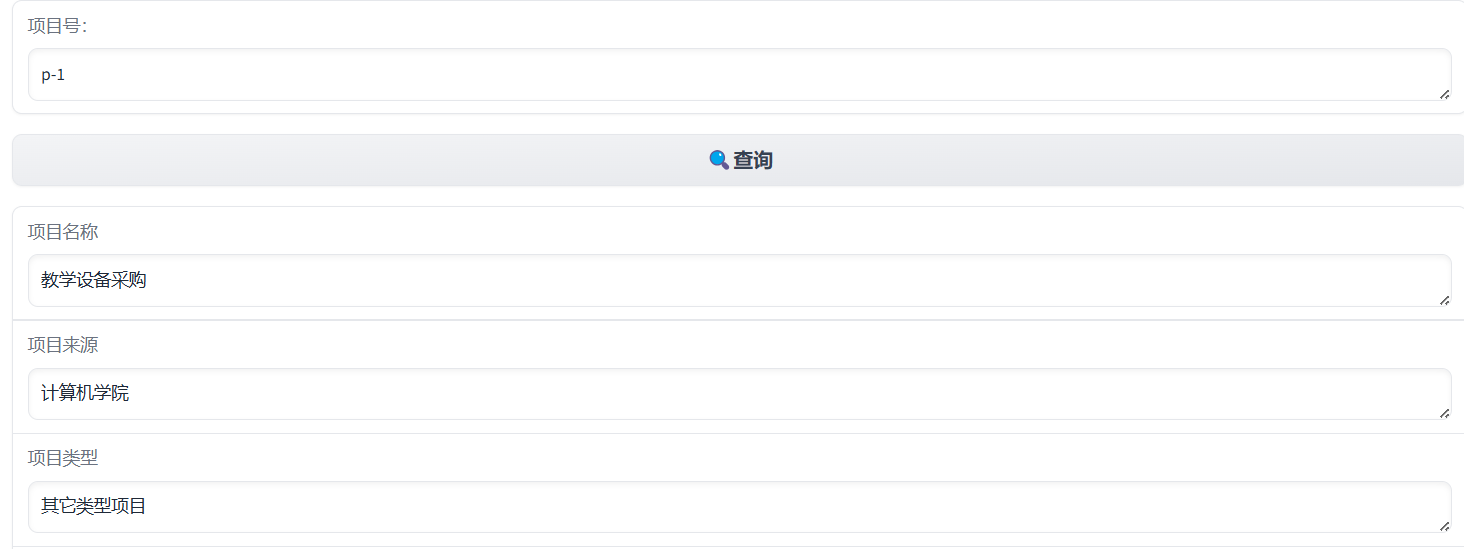 项目号：
p-1
查询
项目名称
教学设备采购
项目来源
计算机学院
项目类型
其它类型项目